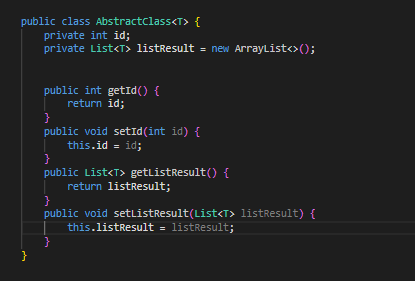 public class AbstractClass<T> {
    private int id;
    private List<T> listResult = new ArrayList<>();
    public int getId() {
        return id;
    }
    public void setId(int id) {
        this.id = id;
    }
    public List<T> getListResult() {
        return listResult;
    }
    public void setListResult(List<T> listResult) {
        this.listResult = listResult;
    }
}